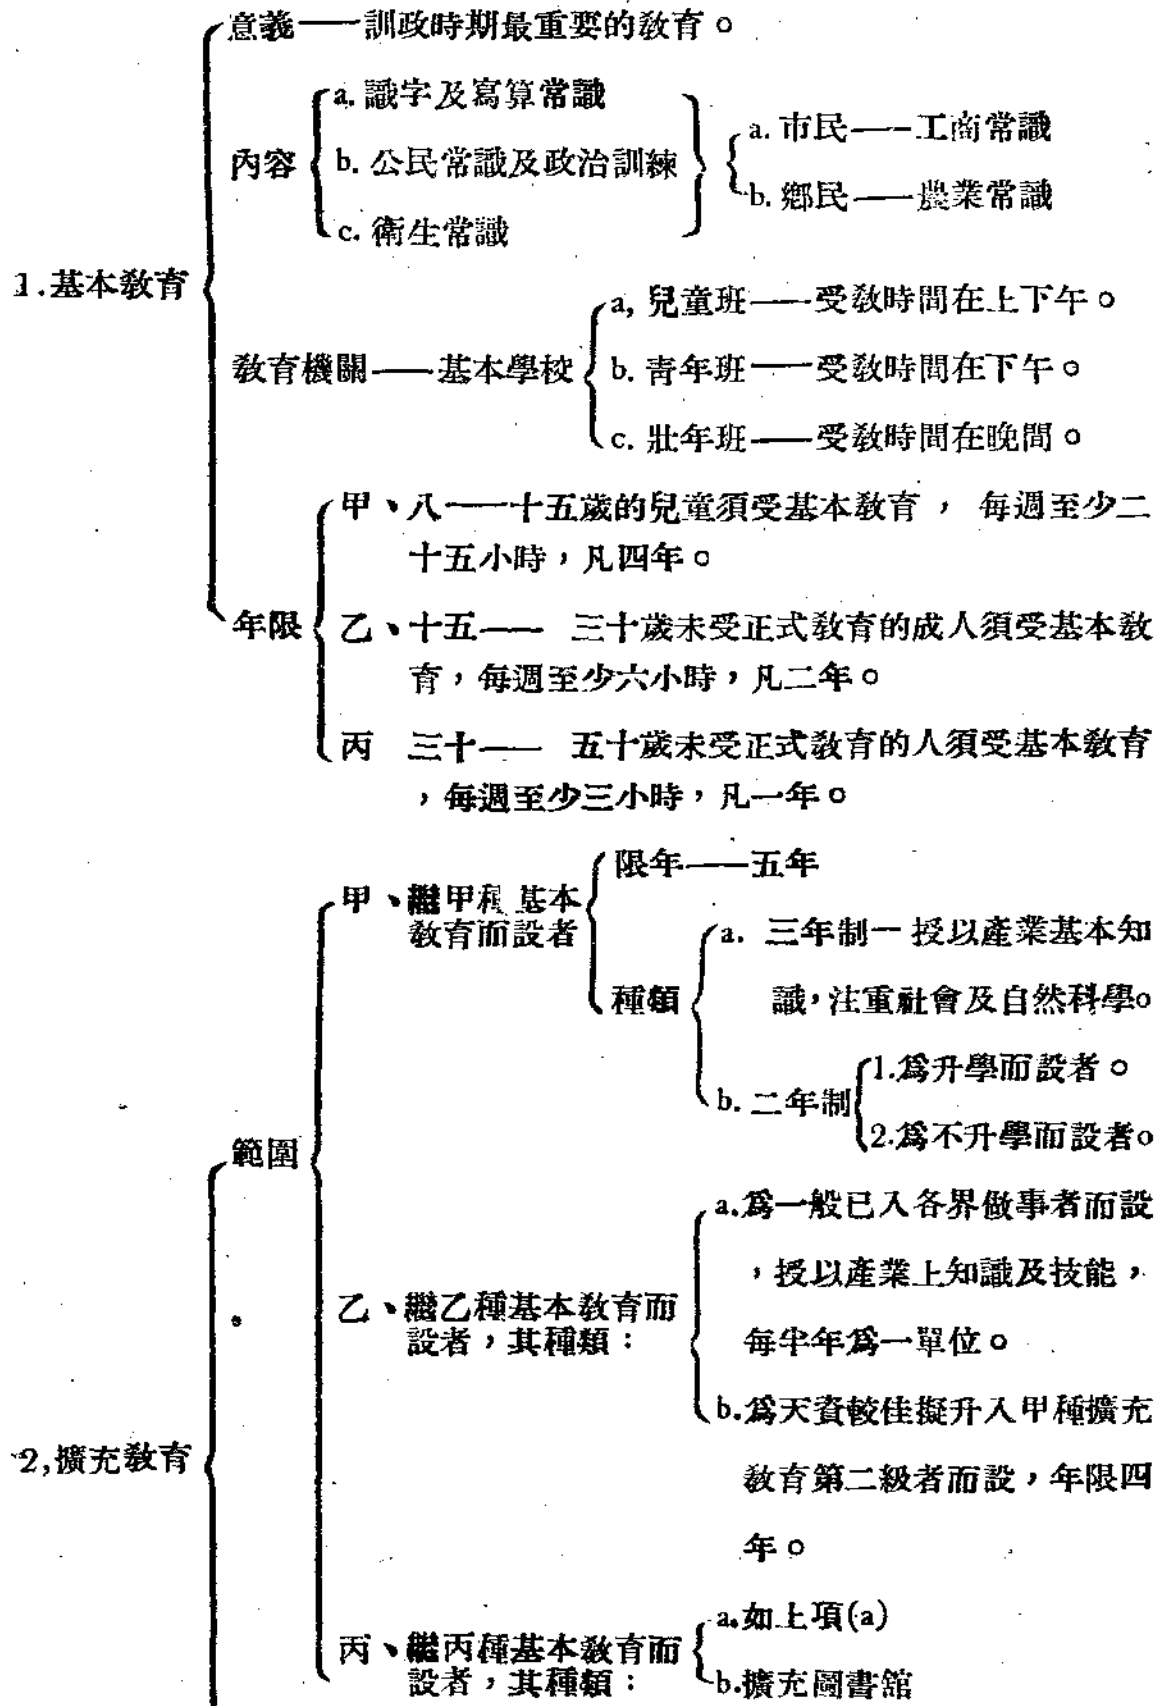 1.基本教育
意義——訓政時期最重要的教育。
內容
a. 識字及寫算常識
b. 公民常識及政治訓練
c. 衛生常識
a. 市民——工商常識
b. 鄉民——農業常識
教育機關——基本學校
a, 兒童班——受教時間在上下午。
b. 青年班——受教時間在下午。
c. 壯年班——受教時間在晚間。
年限
甲、八——十五歲的兒童須受基本教育，每週至少二
十五小時，凡四年。
乙、十五——三十歲未受正式教育的成人須受基本教
育，每週至少六小時，凡二年。
丙 三十——五十歲未受正式教育的人須受基本教育
，每週至少三小時，凡一年。
2,擴充教育
範圍
甲、繼甲種基本
教育而設者
限年——五年
種類
a. 三年制—授以產業基本知
識，注重社會及自然科學。
b. 二年制
1.爲升學而設者。
2.爲不升學而設者。
乙、繼乙種基本教育而
設者，其種類：
a.爲一般已入各界做事者而設
，授以產業上知識及技能，
每半年爲一單位。
b.爲天資較佳擬升入甲種擴充
教育第二級者而設，年限四
年。
丙、繼丙種基本教育而
設者，其種類：
a.如上項(a)
b.擴充圖書館